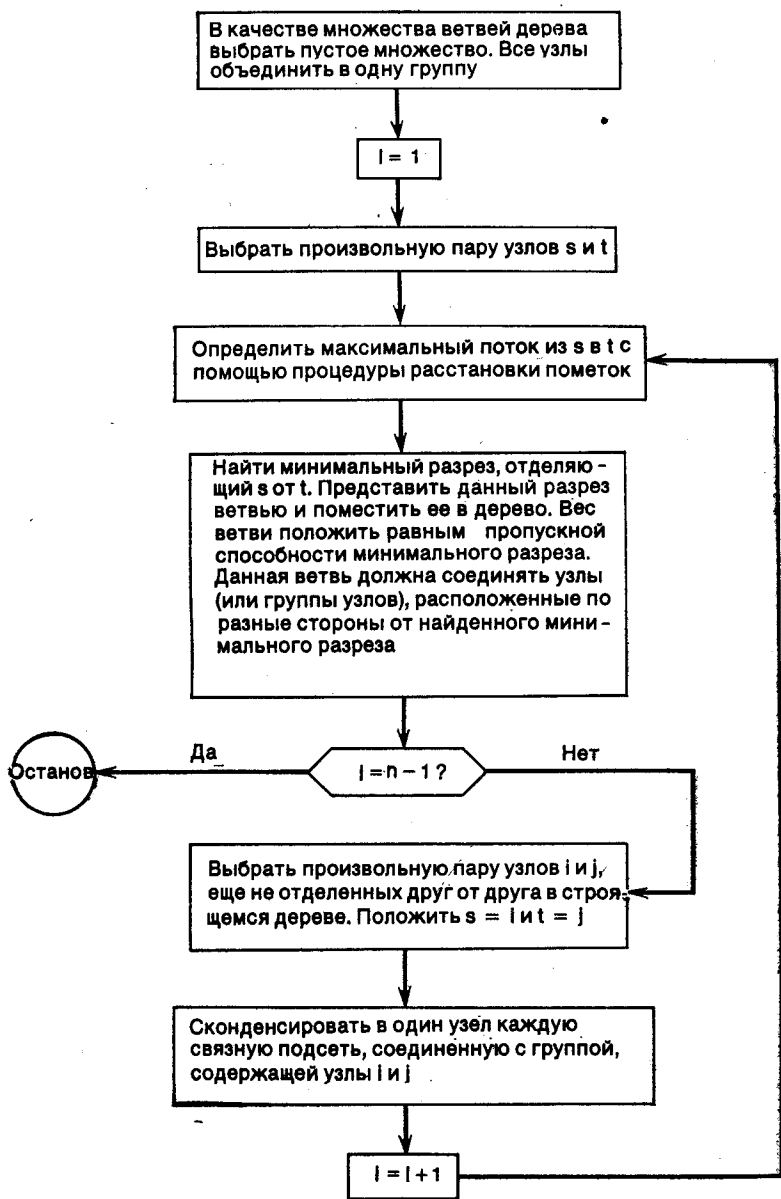 В качестве множества ветвей дерева
выбрать пустое множество. Все узлы
объединить в одну группу
I = 1
Выбрать произвольную пару узлов s и t
Определить максимальный поток из s в t с
помощью процедуры расстановки пометок
Найти минимальный разрез, отделяю -
щий s от t. Представить данный разрез
ветвью и поместить ее в дерево. Вес
ветви положить равным пропускной
способности минимального разреза.
Данная ветвь должна соединять узлы
(или группы узлов), расположенные по
разные стороны от найденного мини -
мального разреза
Да
Нет
Останов
I = n - 1 ?
Выбрать произвольную пару узлов i и j,
еще не отделенных друг от друга в строя-
щемся дереве. Положить s = i и t = j
Сконденсировать в один узел каждую
связную подсеть, соединенную с группой,
содержащей узлы i и j
I = I + 1